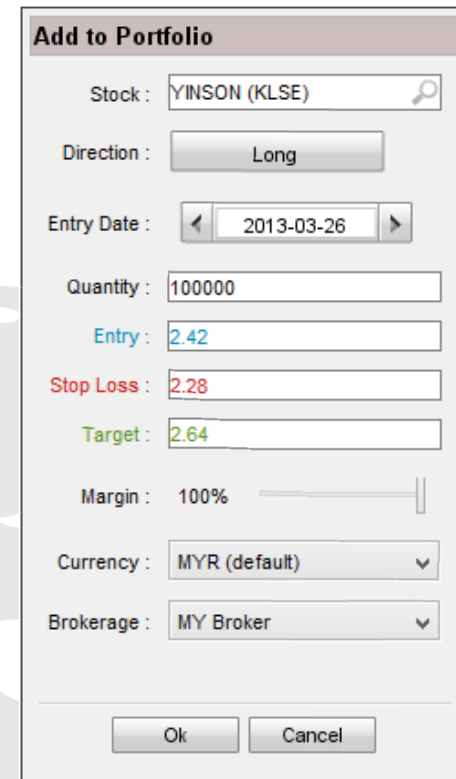 Add to Portfolio
Stock : YINSON (KLSE)
Direction : Long
Entry Date : 2013-03-26
Quantity : 100000
Entry : 2.42
Stop Loss : 2.28
Target : 2.64
Margin : 100%
Currency : MYR (default)
Brokerage : MY Broker
Ok Cancel